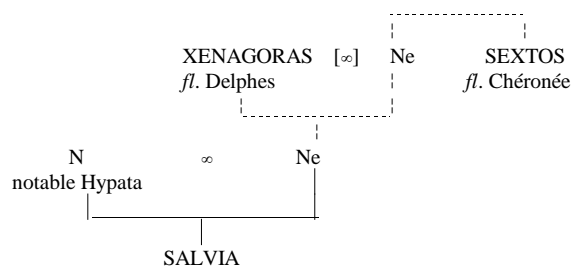 XENAGORAS [∞] Ne SEXTOS
fl. Delphes fl. Chéronée
N ∞ Ne
notable Hypata
SALVIA